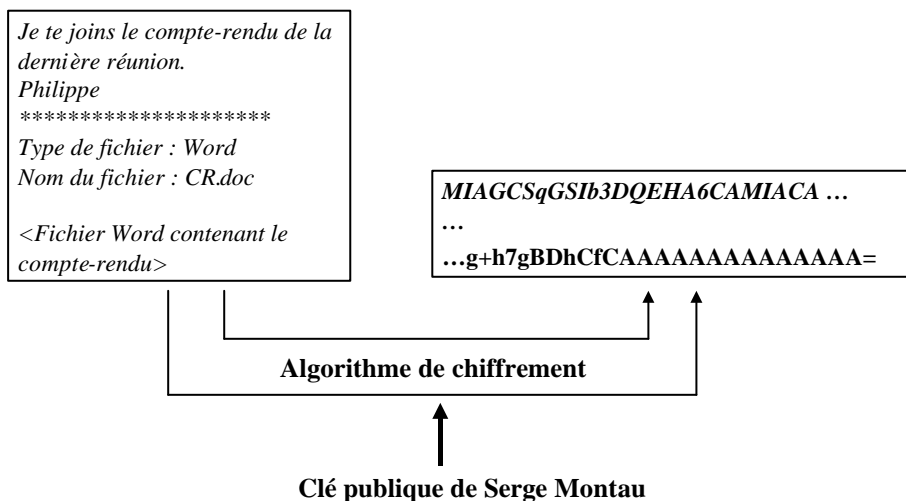 Je te joins le compte-rendu de la
dernière réunion.
Philippe
*********************
Type de fichier : Word
Nom du fichier : CR.doc
<Fichier Word contenant le
compte-rendu>
MIAGCSqGSIb3DQEHA6CAMIACA …
…
…g+h7gBDhCfCAAAAAAAAAAAAAA=
Algorithme de chiffrement
Clé publique de Serge Montau